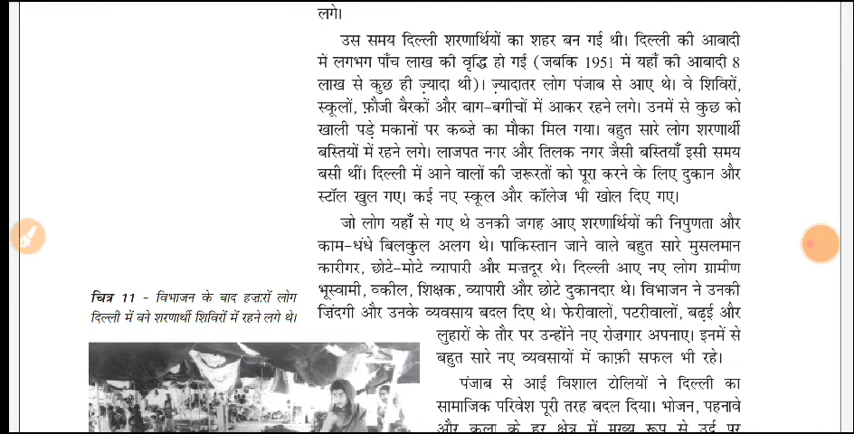 लगे।
उस समय दिल्ली शरणार्थियों का शहर बन गई थी। दिल्ली की आबादी
में लगभग पाँच लाख की वृद्धि हो गई (जबकि 1951 में यहाँ की आबादी 8
लाख से कुछ ही ज़्यादा थी)। ज़्यादातर लोग पंजाब से आए थे। वे शिविरों,
स्कूलों, फ़ौजी बैरकों और बाग-बगीचों में आकर रहने लगे। उनमें से कुछ को
खाली पड़े मकानों पर कब्ज़े का मौका मिल गया। बहुत सारे लोग शरणार्थी
बस्तियों में रहने लगे। लाजपत नगर और तिलक नगर जैसी बस्तियाँ इसी समय
बसी थीं। दिल्ली में आने वालों की ज़रूरतों को पूरा करने के लिए दुकान और
स्टॉल खुल गए। कई नए स्कूल और कॉलेज भी खोल दिए गए।
जो लोग यहाँ से गए थे उनकी जगह आए शरणार्थियों की निपुणता और
काम-धंधे बिलकुल अलग थे। पाकिस्तान जाने वाले बहुत सारे मुसलमान
कारीगर, छोटे-मोटे व्यापारी और मज़दूर थे। दिल्ली आए नए लोग ग्रामीण
भूस्वामी, वकील, शिक्षक, व्यापारी और छोटे दुकानदार थे। विभाजन ने उनकी
ज़िंदगी और उनके व्यवसाय बदल दिए थे। फेरीवालों, पटरीवालों, बढ़ई और
लुहारों के तौर पर उन्होंने नए रोज़गार अपनाए। इनमें से
बहुत सारे नए व्यवसायों में काफ़ी सफल भी रहे।
पंजाब से आई विशाल टोलियों ने दिल्ली का
सामाजिक परिवेश पूरी तरह बदल दिया। भोजन, पहनावे
और कला के हर क्षेत्र में मुख्य रूप से उर्दू पर
चित्र 11 - विभाजन के बाद हज़ारों लोग
दिल्ली में बने शरणार्थी शिविरों में रहने लगे थे।